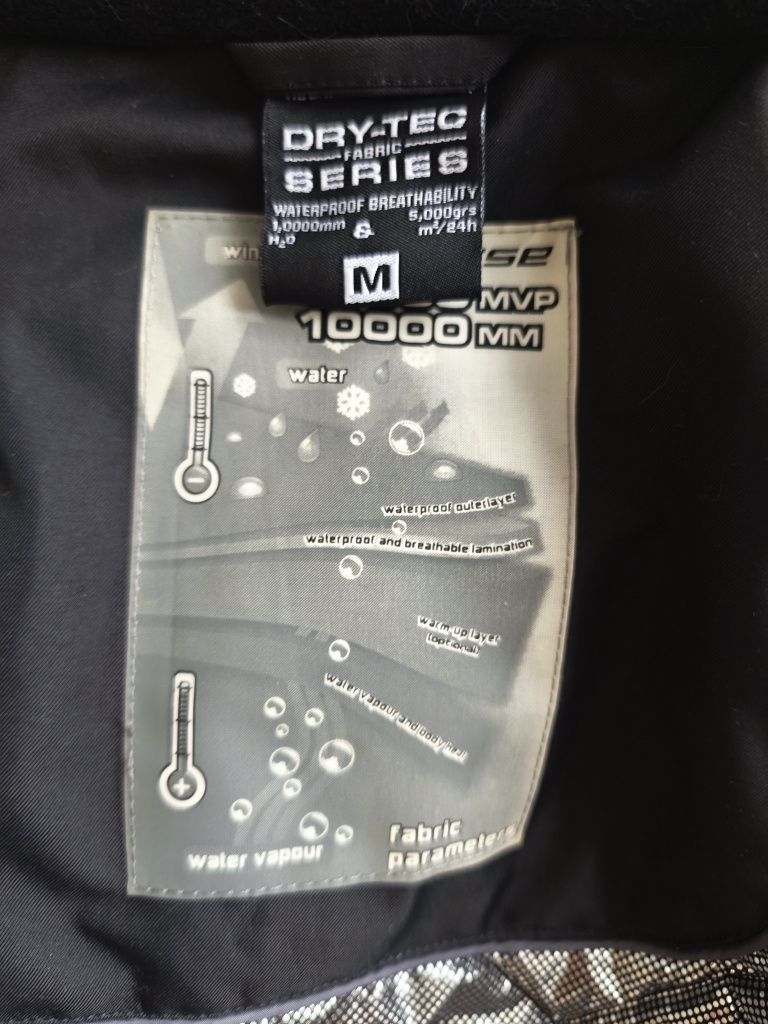 DRY-TEC
FABRIC
SERIES
WATERPROOF BREATHABILITY
1,0000mm & 5,000grs
H₂O m²/24h
M
MVP
10000 MM
water
waterproof outerlayer
waterproof and breathable lamination
warm-up layer
(optional)
water vapour and body heat
water vapour
fabric
parameters